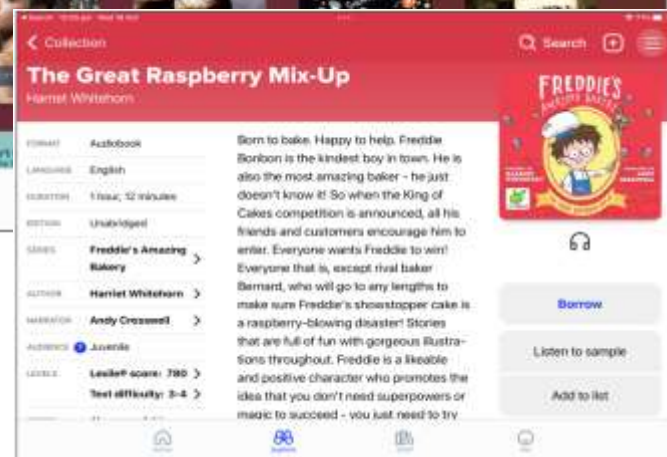 Collection
Search
The Great Raspberry Mix-Up
Harriet Whitehorn
FREDDIE'S
AMAZING BAKERY
FORMAT Audiobook
LANGUAGE English
DURATION 1 hour, 12 minutes
EDITION Unabridged
SERIES Freddie's Amazing
Bakery
AUTHOR Harriet Whitehorn
NARRATOR Andy Cresswell
AUDIENCE Juvenile
LEVELS Lexile® score: 780
Text difficulty: 3-4
Born to bake. Happy to help. Freddie
Bonbon is the kindest boy in town. He is
also the most amazing baker - he just
doesn't know it! So when the King of
Cakes competition is announced, all his
friends and customers encourage him to
enter. Everyone wants Freddie to win!
Everyone that is, except rival baker
Bernard, who will go to any lengths to
make sure Freddie's showstopper cake is
a raspberry-blowing disaster! Stories
that are full of fun with gorgeous illustra-
tions throughout. Freddie is a likeable
and positive character who promotes the
idea that you don't need superpowers or
magic to succeed - you just need to try
Borrow
Listen to sample
Add to list